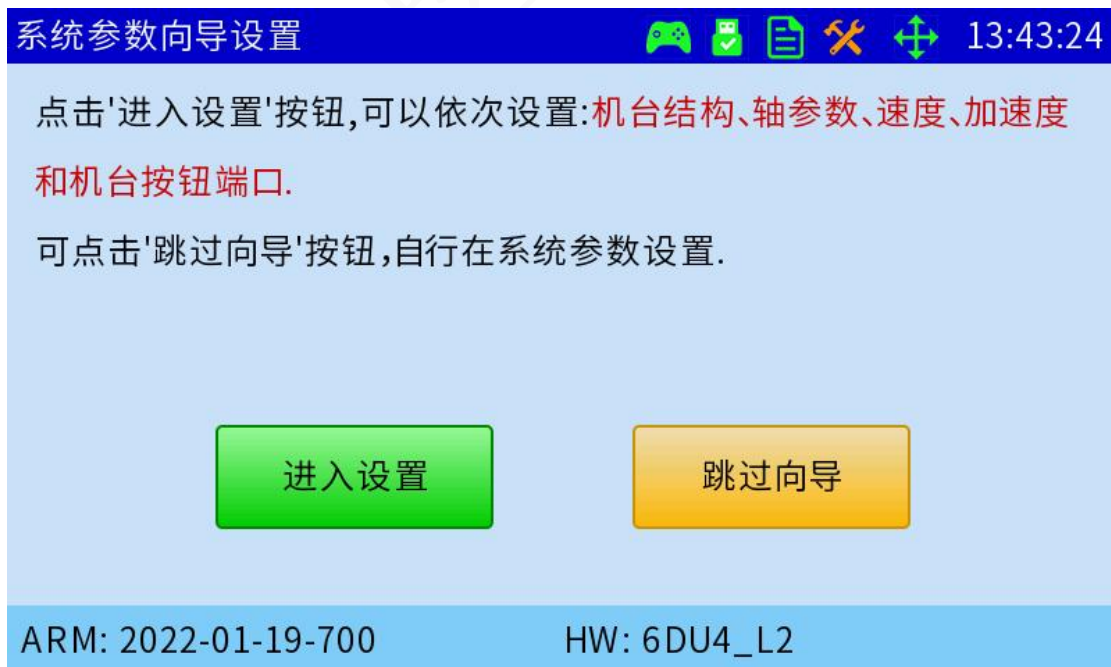 系统参数向导设置 13:43:24
点击'进入设置'按钮,可以依次设置:机台结构、轴参数、速度、加速度
和机台按钮端口.
可点击'跳过向导'按钮,自行在系统参数设置.
进入设置 跳过向导
ARM: 2022-01-19-700 HW: 6DU4_L2